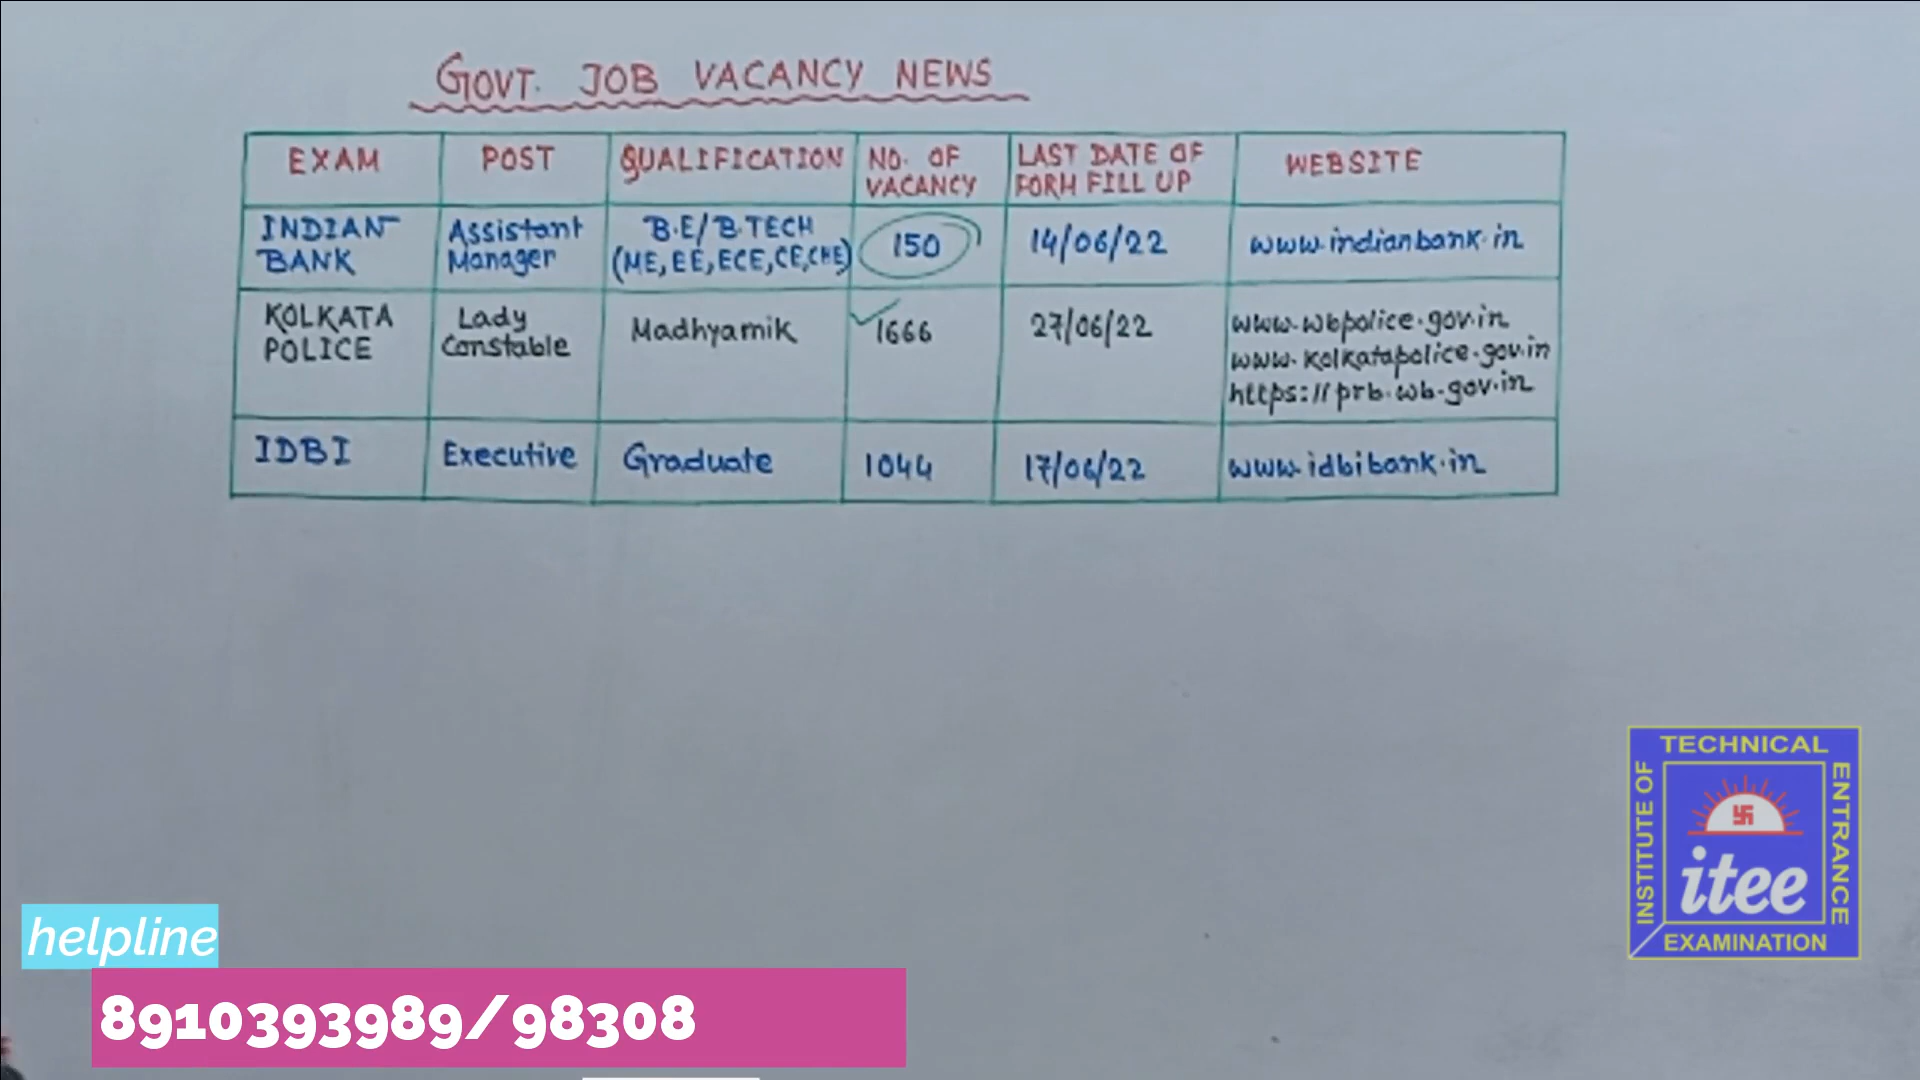 GOVT. JOB VACANCY NEWS
EXAM POST QUALIFICATION NO. OF VACANCY LAST DATE OF FORM FILL UP WEBSITE
INDIAN BANK Assistant Manager B.E/B.TECH (ME, EE, ECE, CE, CHE) 150 14/06/22 www.indianbank.in
KOLKATA POLICE Lady Constable Madhyamik 1666 27/06/22 www.wbpolice.gov.in
www.kolkatapolice.gov.in
https://prb.wb.gov.in
IDBI Executive Graduate 1044 17/06/22 www.idbibank.in
INSTITUTE OF TECHNICAL ENTRANCE EXAMINATION
itee
helpline
8910393989/98308